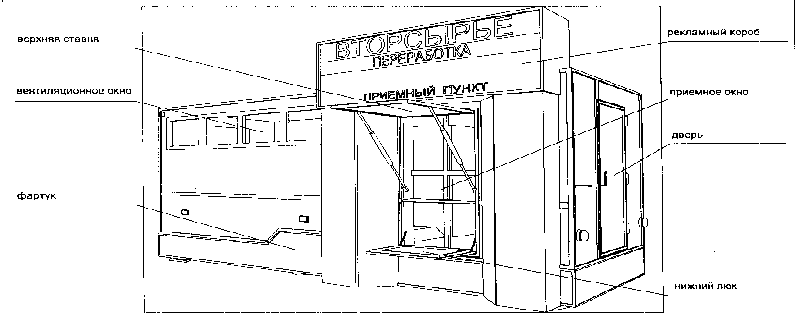 верхняя ставня
рекламный короб
ВТОРСЫРЬЕ
ПЕРЕРАБОТКА
вентиляционное окно
ПРИЕМНЫЙ ПУНКТ
приемное окно
дверь
фартук
нижний люк